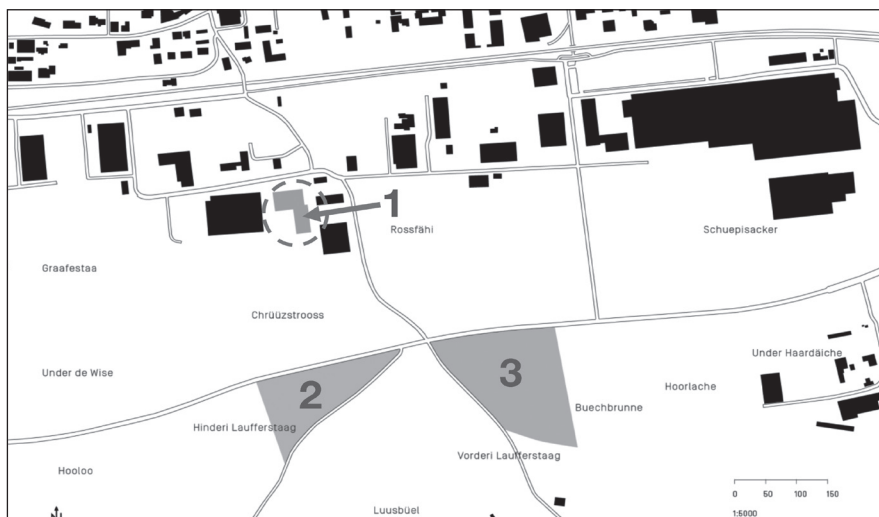 1
Rossfähi
Schuepisacker
Graafestaa
Chrüüzstrooss
Under Haardäiche
Under de Wise
2
3
Hoorlache
Buechbrunne
Hinderi Laufferstaag
Vorderi Laufferstaag
Hooloo
Luusbüel
0 50 100 150
1:5000
N